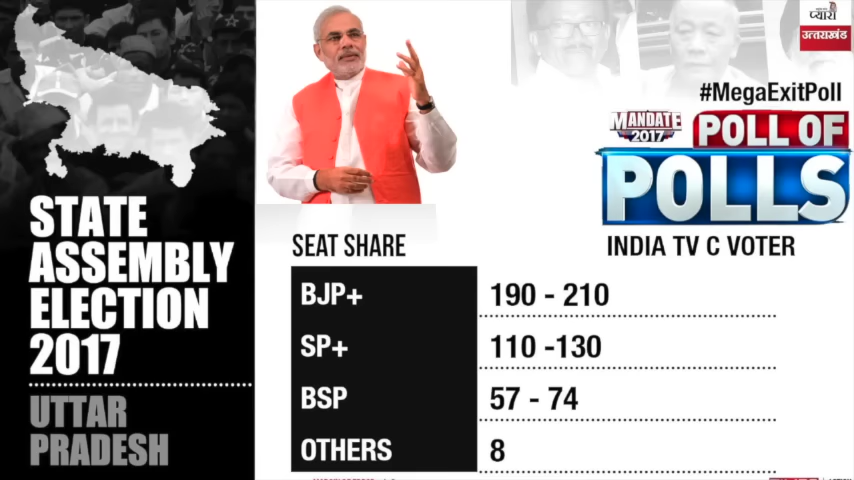 STATE
ASSEMBLY
ELECTION
2017
UTTAR
PRADESH
प्यारा
उत्तराखंड
#MegaExitPoll
MANDATE
2017
POLL OF
POLLS
SEAT SHARE
INDIA TV C VOTER
BJP+ 190 - 210
SP+ 110 -130
BSP 57 - 74
OTHERS 8